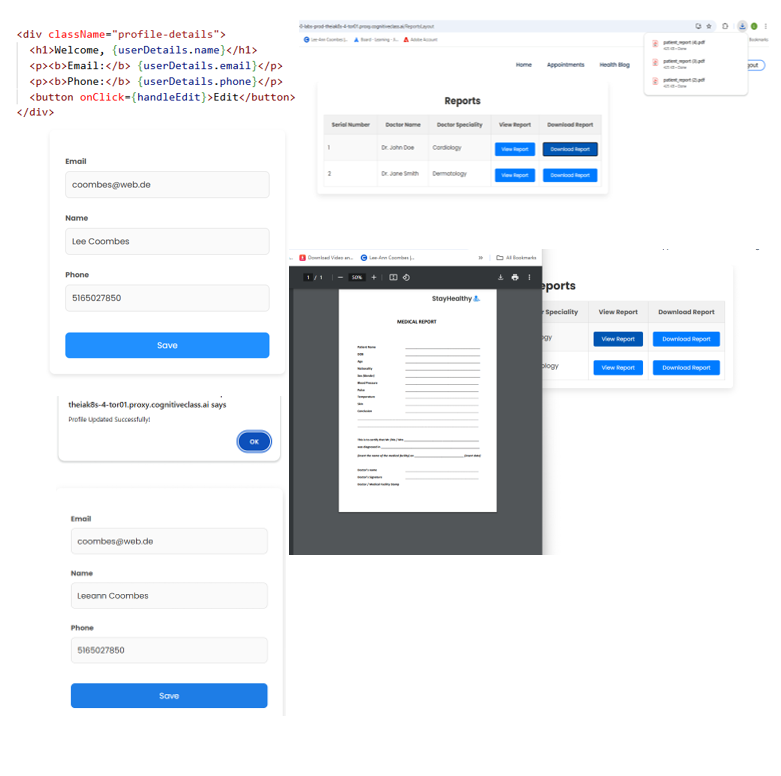 <div className="profile-details">
<h1>Welcome, {userDetails.name}</h1>
<p><b>Email:</b> {userDetails.email}</p>
<p><b>Phone:</b> {userDetails.phone}</p>
<button onClick={handleEdit}>Edit</button>
</div>
Email
coombes@web.de
Name
Lee Coombes
Phone
5165027850
Save
theiak8s-4-tor01.proxy.cognitiveclass.ai says
Profile Updated Successfully!
OK
Email
coombes@web.de
Name
Leeann Coombes
Phone
5165027850
Save
-labs-prod-theiak8s-4-tor01.proxy.cognitiveclass.ai/ReportsLayout
Lee-Ann Coombes |... Board - Learning - A... Adobe Account
Bookmarks
patient_report (4).pdf
patient_report (3).pdf
patient_report (2).pdf
Home Appointments Health Blog
out
Reports
Serial Number Doctor Name Doctor Speciality View Report Download Report
1 Dr. John Doe Cardiology View Report Download Report
2 Dr. Jane Smith Dermatology View Report Download Report
Download Video an... Lee-Ann Coombes |... » All Bookmarks
1 / 1 — 50% +
StayHealthy
MEDICAL REPORT
Patient Name
DOB
Age
Nationality
Sex (Gender)
Blood Pressure
Pulse
Temperature
Skin
Conclusion
This is to certify that Mr /Ms / Mrs
was diagnosed in
(insert the name of the medical facility) on (insert date)
Doctor's name
Doctor's Signature
Doctor / Medical Facility Stamp
eports
r Speciality View Report Download Report
gy View Report Download Report
ology View Report Download Report